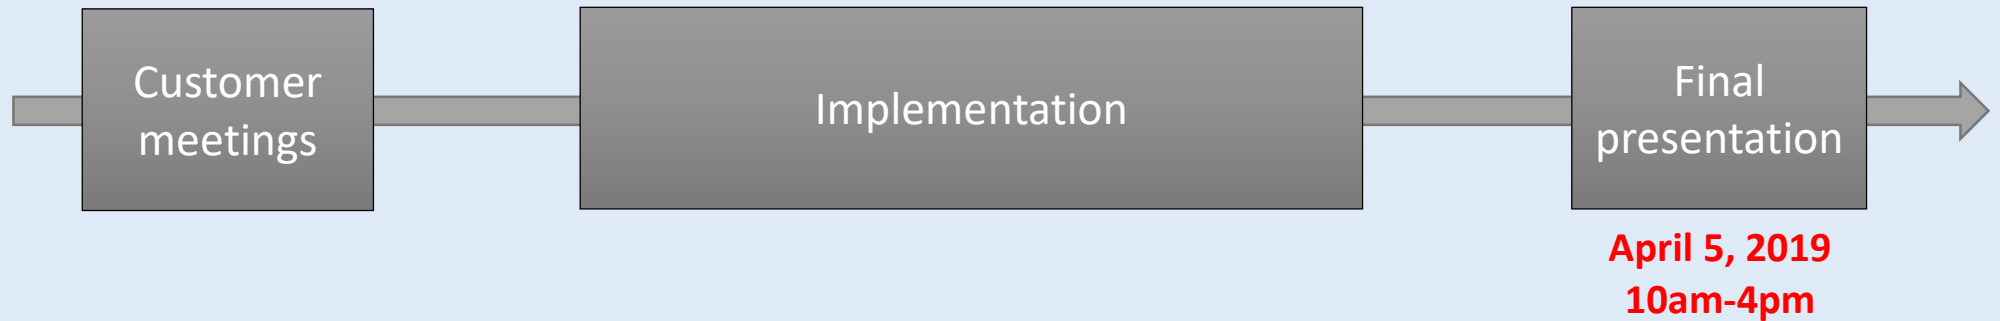 Customer
meetings
Implementation
Final
presentation
April 5, 2019
10am-4pm